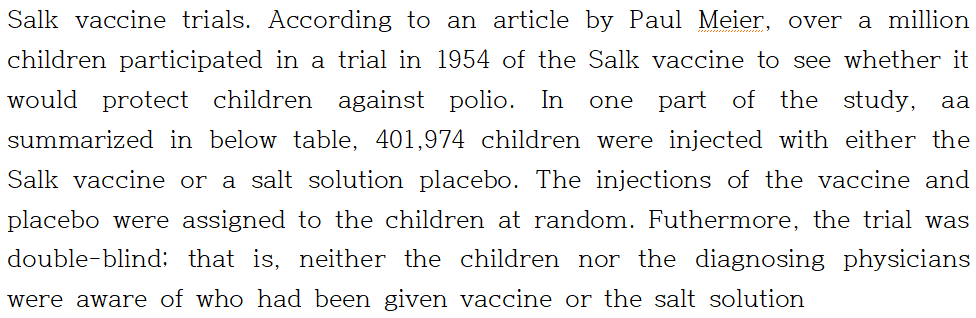 Salk vaccine trials. According to an article by Paul Meier, over a million
children participated in a trial in 1954 of the Salk vaccine to see whether it
would protect children against polio. In one part of the study, aa
summarized in below table, 401,974 children were injected with either the
Salk vaccine or a salt solution placebo. The injections of the vaccine and
placebo were assigned to the children at random. Futhermore, the trial was
double-blind; that is, neither the children nor the diagnosing physicians
were aware of who had been given vaccine or the salt solution